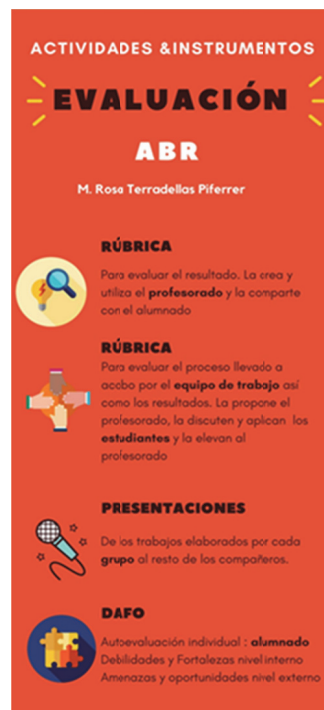 ACTIVIDADES &INSTRUMENTOS
EVALUACIÓN
ABR
M. Rosa Terradellas Piferrer
RÚBRICA
Para evaluar el resultado. La crea y
utiliza el profesorado y la comparte
con el alumnado
RÚBRICA
Para evaluar el proceso llevado a
acabo por el equipo de trabajo así
como los resultados. La propone el
profesorado, la discuten y aplican los
estudiantes y la elevan al
profesorado
PRESENTACIONES
De los trabajos elaborados por cada
grupo al resto de los compañeros.
DAFO
Autoevaluación individual : alumnado
Debilidades y Fortalezas nivel interno
Amenazas y oportunidades nivel externo